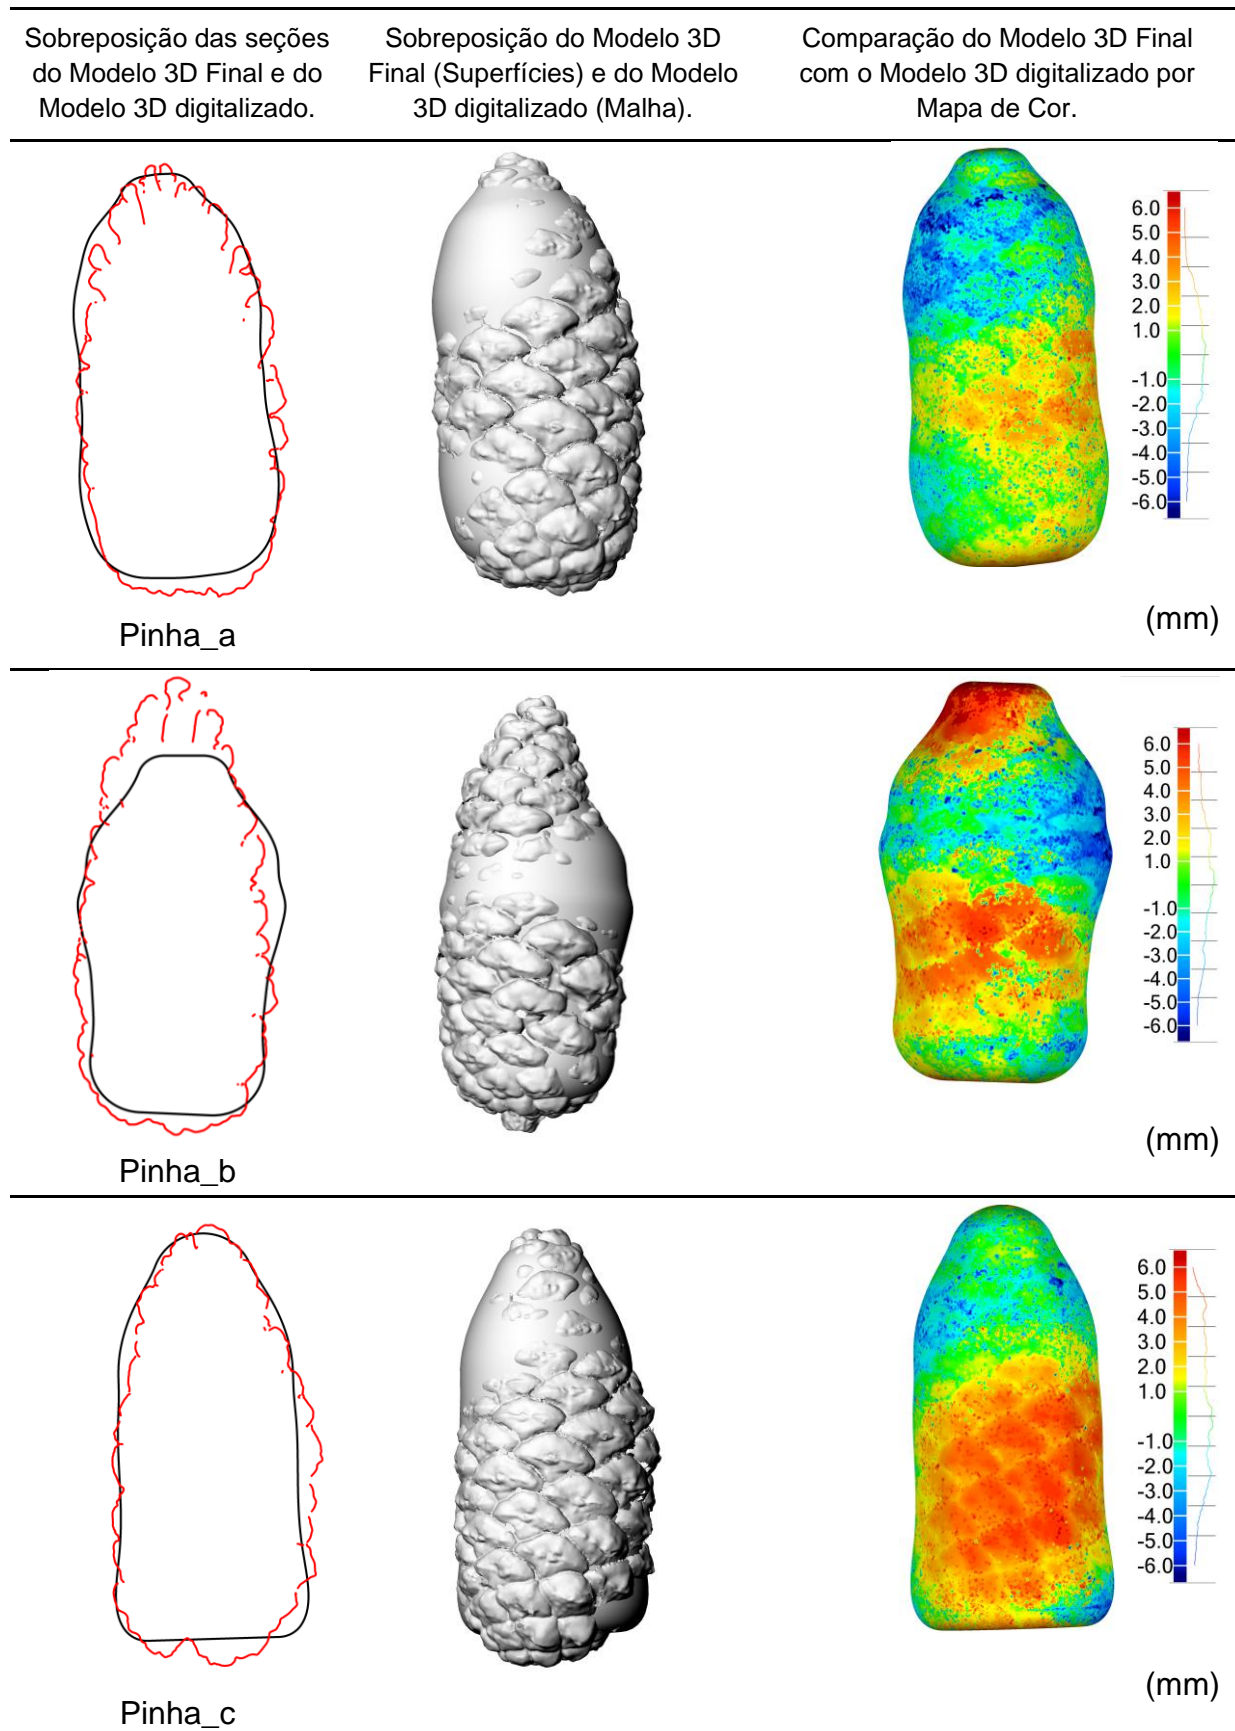 Sobreposição das seções
do Modelo 3D Final e do
Modelo 3D digitalizado.
Sobreposição do Modelo 3D
Final (Superfícies) e do Modelo
3D digitalizado (Malha).
Comparação do Modelo 3D Final
com o Modelo 3D digitalizado por
Mapa de Cor.
6.0
5.0
4.0
3.0
2.0
1.0
-1.0
-2.0
-3.0
-4.0
-5.0
-6.0
(mm)
Pinha_a
6.0
5.0
4.0
3.0
2.0
1.0
-1.0
-2.0
-3.0
-4.0
-5.0
-6.0
(mm)
Pinha_b
6.0
5.0
4.0
3.0
2.0
1.0
-1.0
-2.0
-3.0
-4.0
-5.0
-6.0
(mm)
Pinha_c